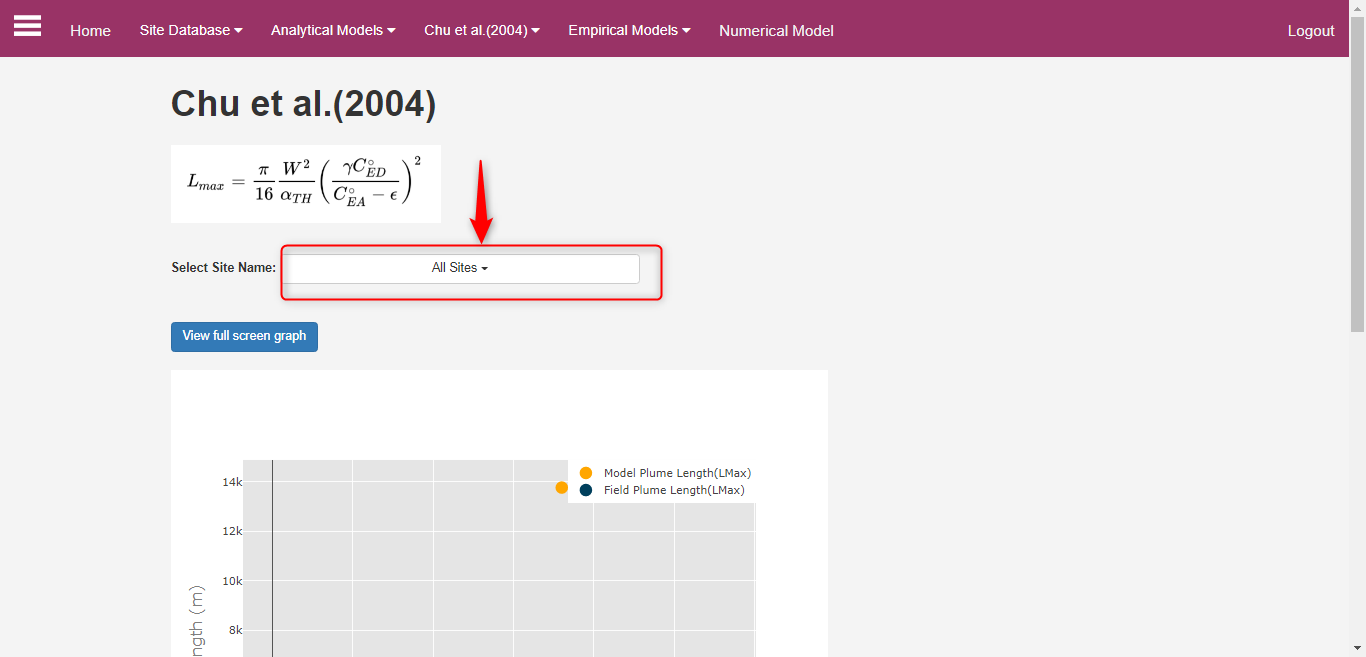 Home Site Database Analytical Models Chu et al.(2004) Empirical Models Numerical Model Logout
Chu et al.(2004)
L_{max} = \frac{\pi}{16} \frac{W^2}{\alpha_{TH}} \left( \frac{\gamma C^{\circ}_{ED}}{C^{\circ}_{EA} - \epsilon} \right)^2
Select Site Name: All Sites
View full screen graph
Model Plume Length(LMax)
Field Plume Length(LMax)
14k
12k
10k
8k
(m)